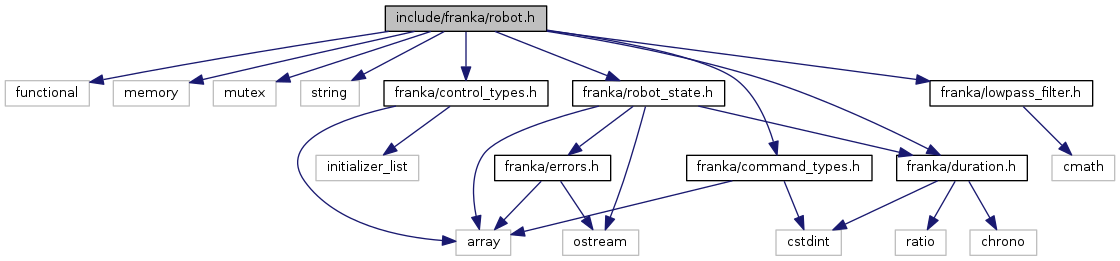 include/franka/robot.h
functional
memory
mutex
string
franka/control_types.h
franka/robot_state.h
franka/lowpass_filter.h
initializer_list
franka/errors.h
franka/command_types.h
franka/duration.h
cmath
array
ostream
cstdint
ratio
chrono